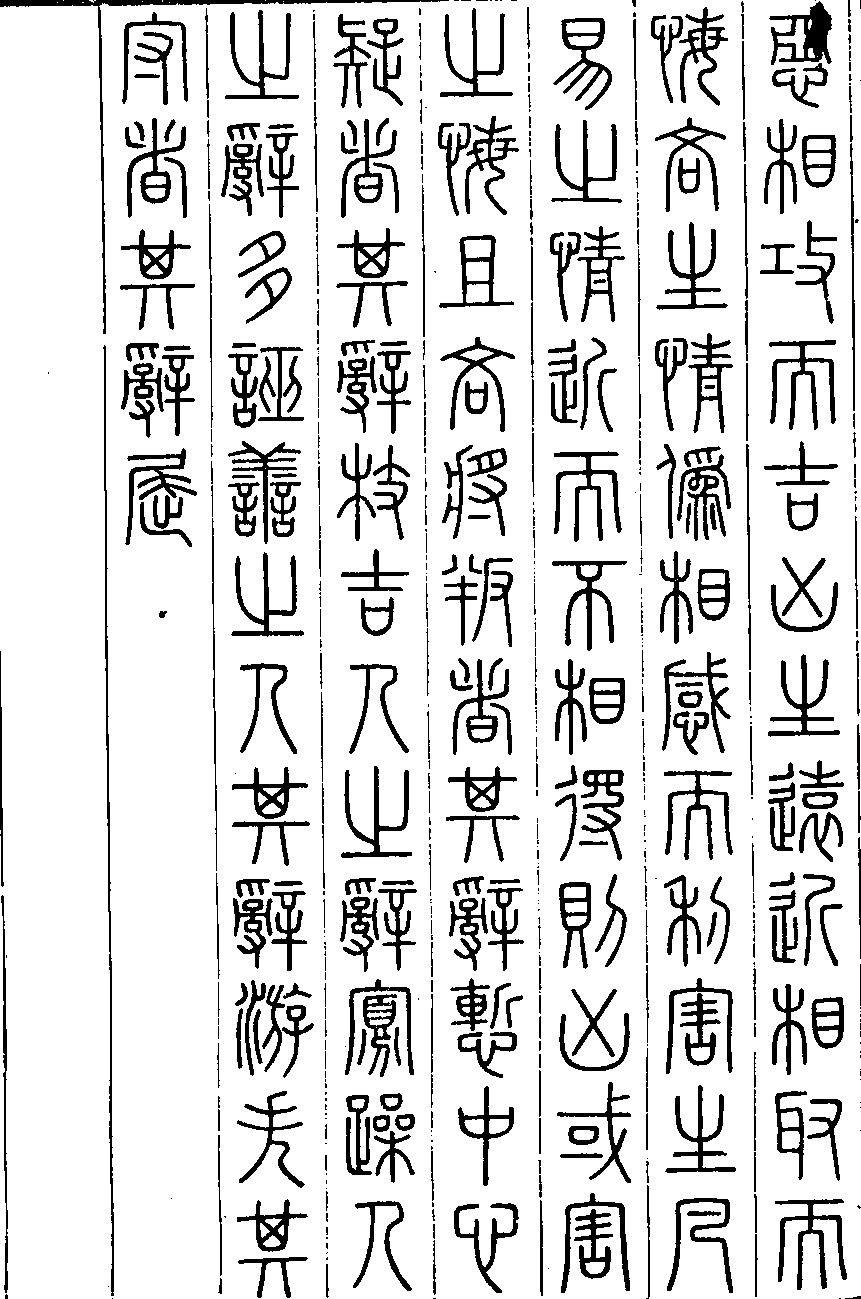 惡相攻而吉凶生遠近相取而
悔吝生情僞相感而利害生凡
易之情近而不相得則凶或害
之悔且吝將叛者其辭慙中心
疑者其辭枝吉人之辭寡躁人
之辭多誣善之人其辭游失其
守者其辭屈